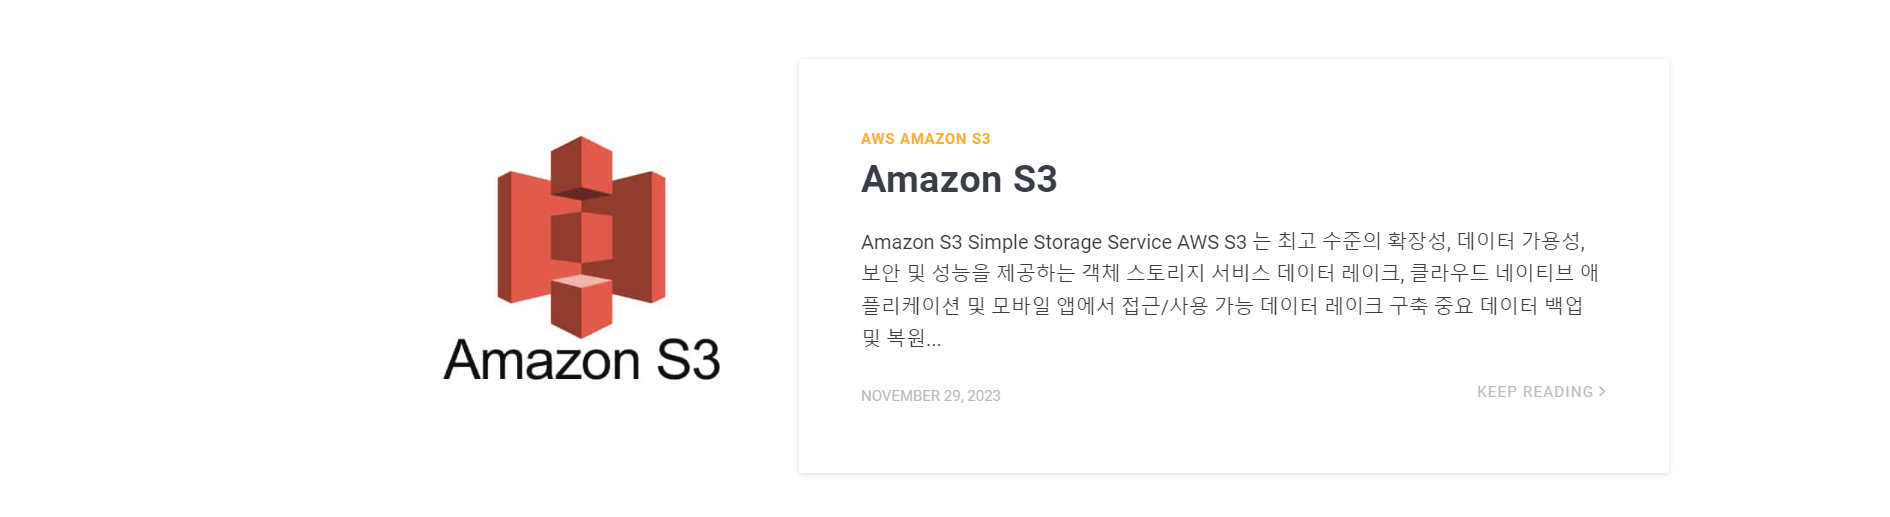 Amazon S3
AWS AMAZON S3
Amazon S3
Amazon S3 Simple Storage Service AWS S3 는 최고 수준의 확장성, 데이터 가용성,
보안 및 성능을 제공하는 객체 스토리지 서비스 데이터 레이크, 클라우드 네이티브 애
플리케이션 및 모바일 앱에서 접근/사용 가능 데이터 레이크 구축 중요 데이터 백업
및 복원...
NOVEMBER 29, 2023
KEEP READING >